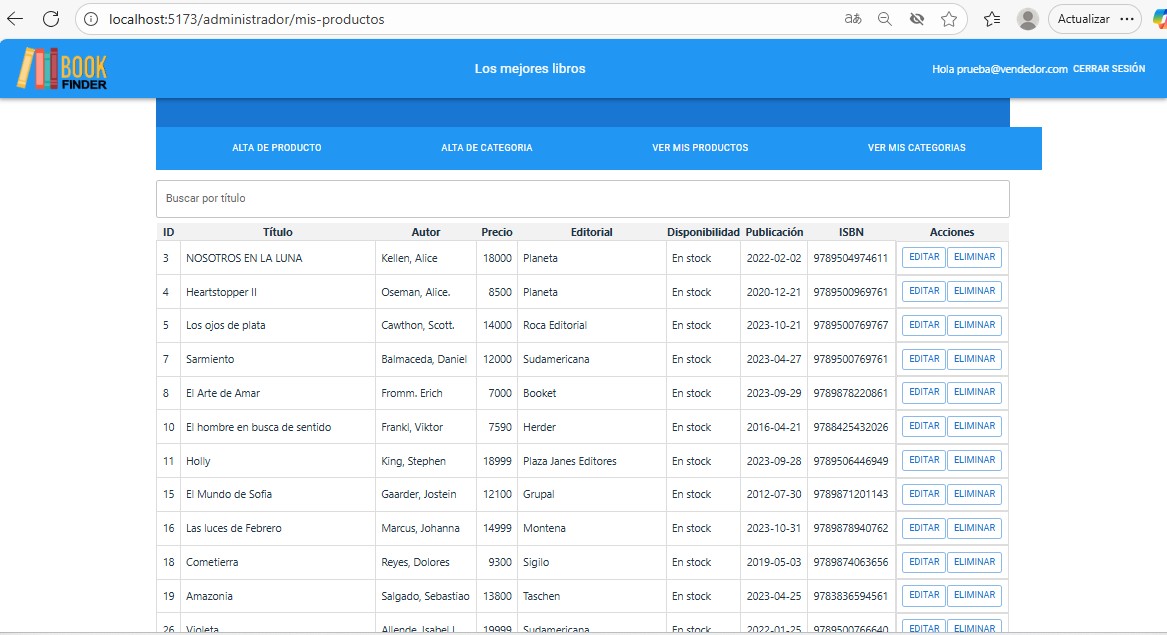 localhost:5173/administrador/mis-productos
Actualizar
BOOK
FINDER
Los mejores libros
Hola prueba@vendedor.com CERRAR SESIÓN
ALTA DE PRODUCTO ALTA DE CATEGORIA VER MIS PRODUCTOS VER MIS CATEGORIAS
Buscar por título
ID Título Autor Precio Editorial Disponibilidad Publicación ISBN Acciones
3 NOSOTROS EN LA LUNA Kellen, Alice 18000 Planeta En stock 2022-02-02 9789504974611 EDITAR ELIMINAR
4 Heartstopper II Oseman, Alice. 8500 Planeta En stock 2020-12-21 9789500969761 EDITAR ELIMINAR
5 Los ojos de plata Cawthon, Scott. 14000 Roca Editorial En stock 2023-10-21 9789500769767 EDITAR ELIMINAR
7 Sarmiento Balmaceda, Daniel 12000 Sudamericana En stock 2023-04-27 9789500769761 EDITAR ELIMINAR
8 El Arte de Amar Fromm. Erich 7000 Booket En stock 2023-09-29 9789878220861 EDITAR ELIMINAR
10 El hombre en busca de sentido Frankl, Viktor 7590 Herder En stock 2016-04-21 9788425432026 EDITAR ELIMINAR
11 Holly King, Stephen 18999 Plaza Janes Editores En stock 2023-09-28 9789506446949 EDITAR ELIMINAR
15 El Mundo de Sofia Gaarder, Jostein 12100 Grupal En stock 2012-07-30 9789871201143 EDITAR ELIMINAR
16 Las luces de Febrero Marcus, Johanna 14999 Montena En stock 2023-10-31 9789878940762 EDITAR ELIMINAR
18 Cometierra Reyes, Dolores 9300 Sigilo En stock 2019-05-03 9789874063656 EDITAR ELIMINAR
19 Amazonia Salgado, Sebastiao 13800 Taschen En stock 2023-04-25 9783836594561 EDITAR ELIMINAR
26 Violeta Allende, Isabel L 19999 Sudamericana En stock 2022-01-25 9789500766640 EDITAR ELIMINAR